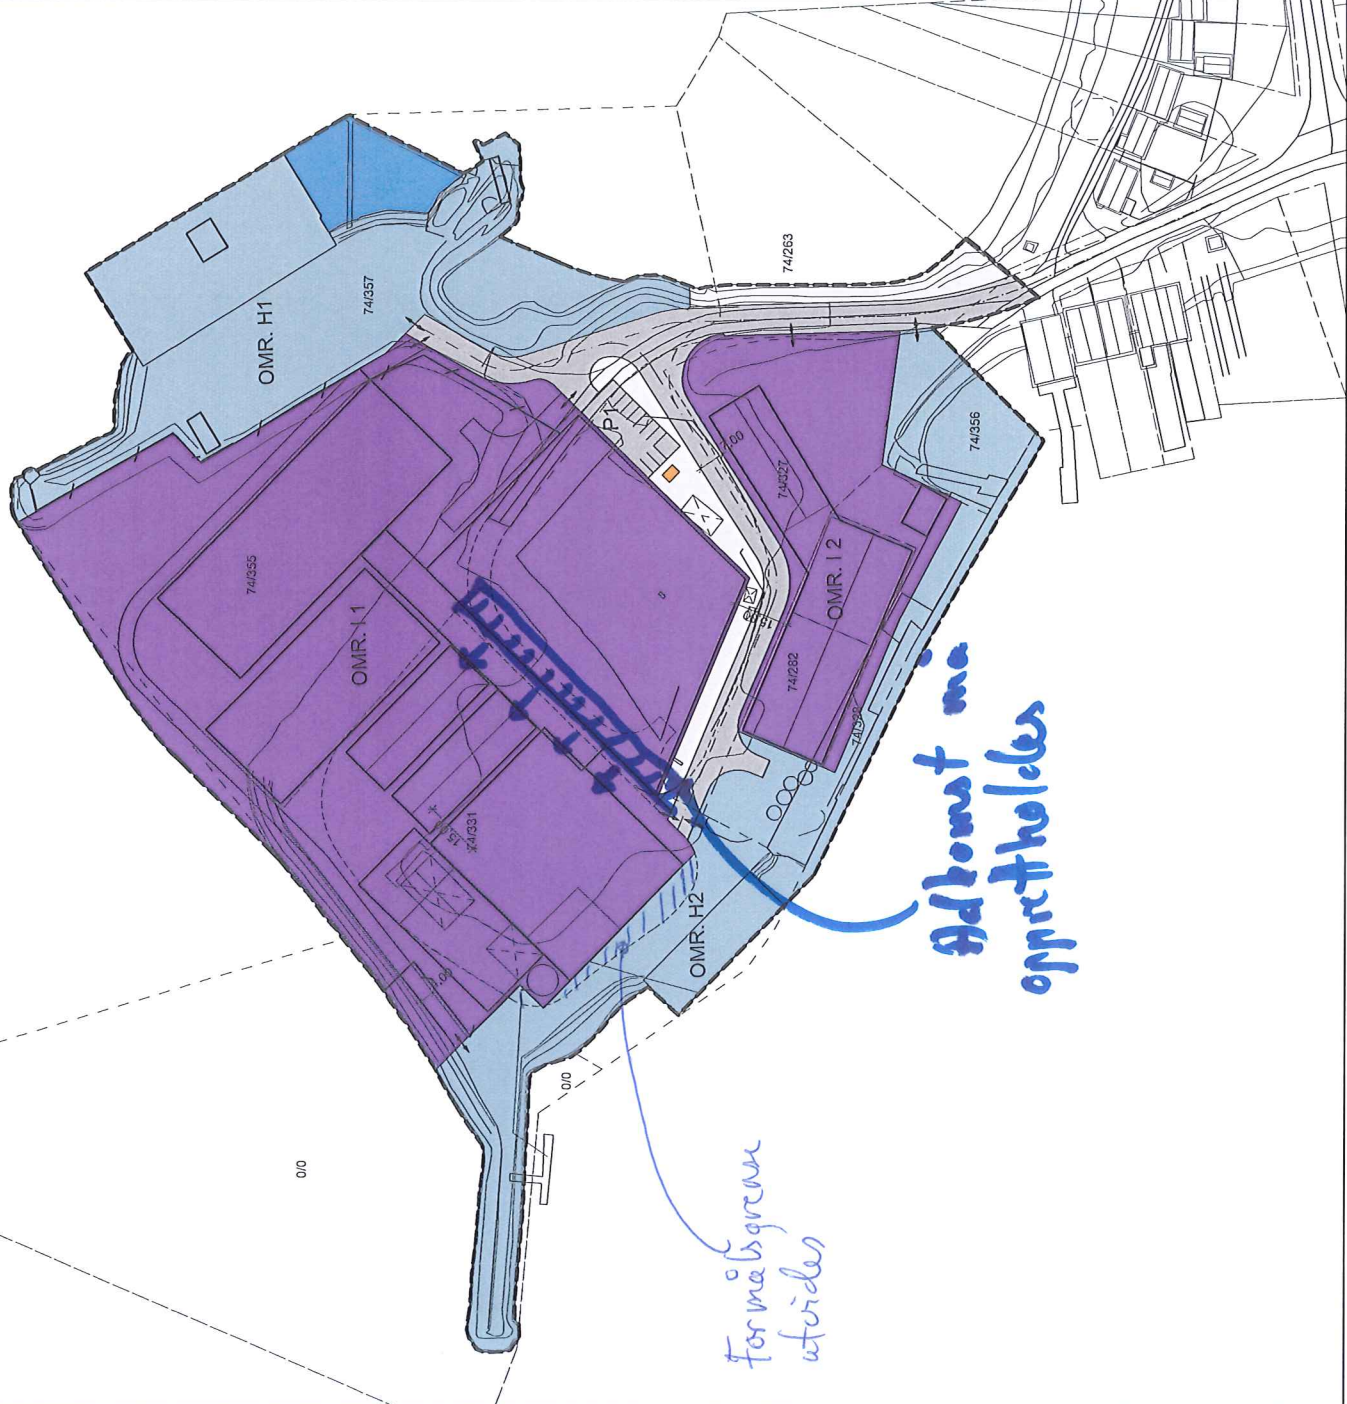 74/263
74/357
OMR. H1
74/356
P1
74/327
74/355
OMR. I 2
OMR. I 1
74/282
74/331
OMR. H2
0/0
0/0
Adkomst må
opprettholdes
Formålsgrense
utvides